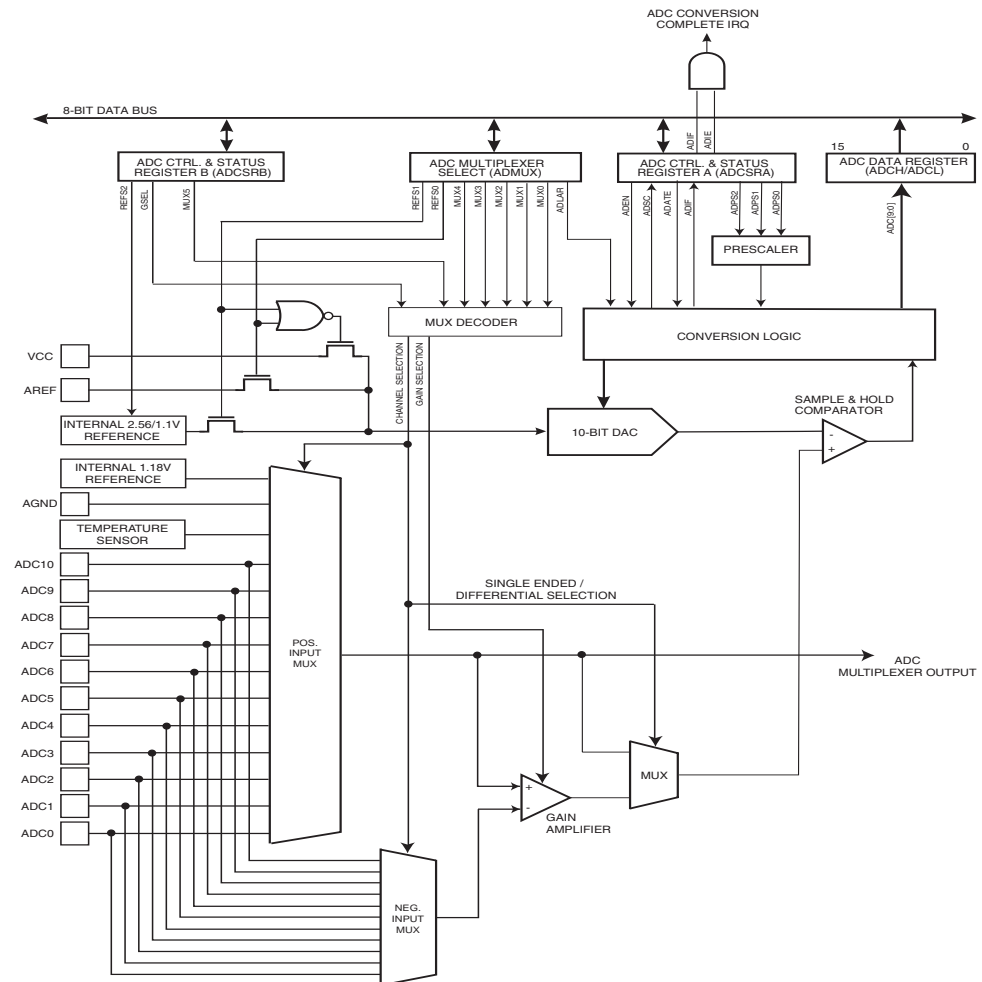 ADC CONVERSION
COMPLETE IRQ
8-BIT DATA BUS
ADIF
ADIE
15
0
ADC CTRL. & STATUS
REGISTER B (ADCSRB)
ADC MULTIPLEXER
SELECT (ADMUX)
ADC CTRL. & STATUS
REGISTER A (ADCSRA)
ADC DATA REGISTER
(ADCH/ADCL)
REFS2
GSEL
MUX5
REFS1
REFS0
MUX4
MUX3
MUX2
MUX1
MUX0
ADLAR
ADEN
ADSC
ADATE
ADIF
ADPS2
ADPS1
ADPS0
ADC[9:0]
PRESCALER
MUX DECODER
CONVERSION LOGIC
VCC
AREF
INTERNAL 2.56/1.1V
REFERENCE
CHANNEL SELECTION
GAIN SELECTION
10-BIT DAC
SAMPLE & HOLD
COMPARATOR
-
+
INTERNAL 1.18V
REFERENCE
AGND
TEMPERATURE
SENSOR
ADC10
ADC9
ADC8
ADC7
ADC6
ADC5
ADC4
ADC3
ADC2
ADC1
ADC0
POS.
INPUT
MUX
SINGLE ENDED /
DIFFERENTIAL SELECTION
ADC
MULTIPLEXER OUTPUT
MUX
+
-
GAIN
AMPLIFIER
NEG.
INPUT
MUX